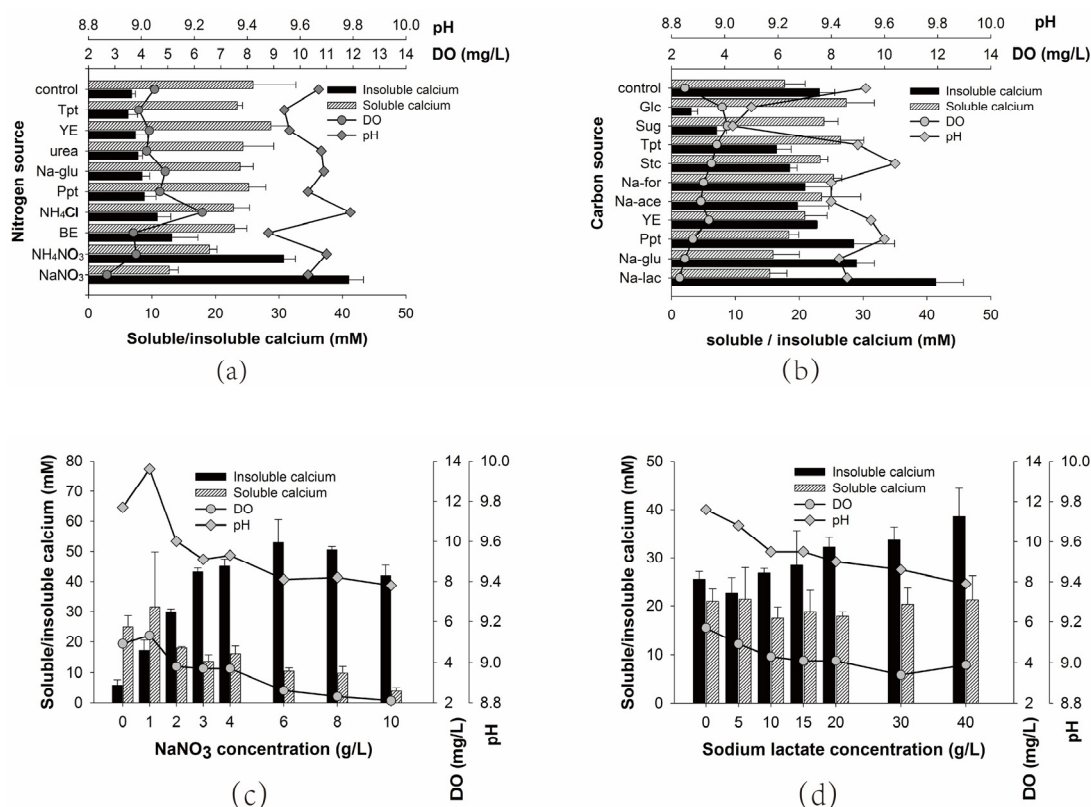 8.8 9.0 9.2 9.4 9.6 9.8 10.0
pH
2 3 4 5 6 7 8 9 10 11 12 13 14
DO (mg/L)
Nitrogen source
control
Tpt
YE
urea
Na-glu
Ppt
NH₄Cl
BE
NH₄NO₃
NaNO₃
Insoluble calcium
Soluble calcium
DO
pH
0 10 20 30 40 50
Soluble/insoluble calcium (mM)
(a)
8.8 9.0 9.2 9.4 9.6 9.8 10.0
pH
2 4 6 8 10 12 14
DO (mg/L)
Carbon source
control
Glc
Sug
Tpt
Stc
Na-for
Na-ace
YE
Ppt
Na-glu
Na-lac
Insoluble calcium
Soluble calcium
DO
pH
0 10 20 30 40 50
soluble / insoluble calcium (mM)
(b)
Soluble/insoluble calcium (mM)
80
70
60
50
40
30
20
10
0
Insoluble calcium
Soluble calcium
DO
pH
14
12
10
8
6
4
2
DO (mg/L)
10.0
9.8
9.6
9.4
9.2
9.0
8.8
pH
0 1 2 3 4 6 8 10
NaNO₃ concentration (g/L)
(c)
Soluble/insoluble calcium (mM)
50
40
30
20
10
0
Insoluble calcium
Soluble calcium
DO
pH
14
12
10
8
6
4
2
DO (mg/L)
10.0
9.8
9.6
9.4
9.2
9.0
8.8
pH
0 5 10 15 20 30 40
Sodium lactate concentration (g/L)
(d)